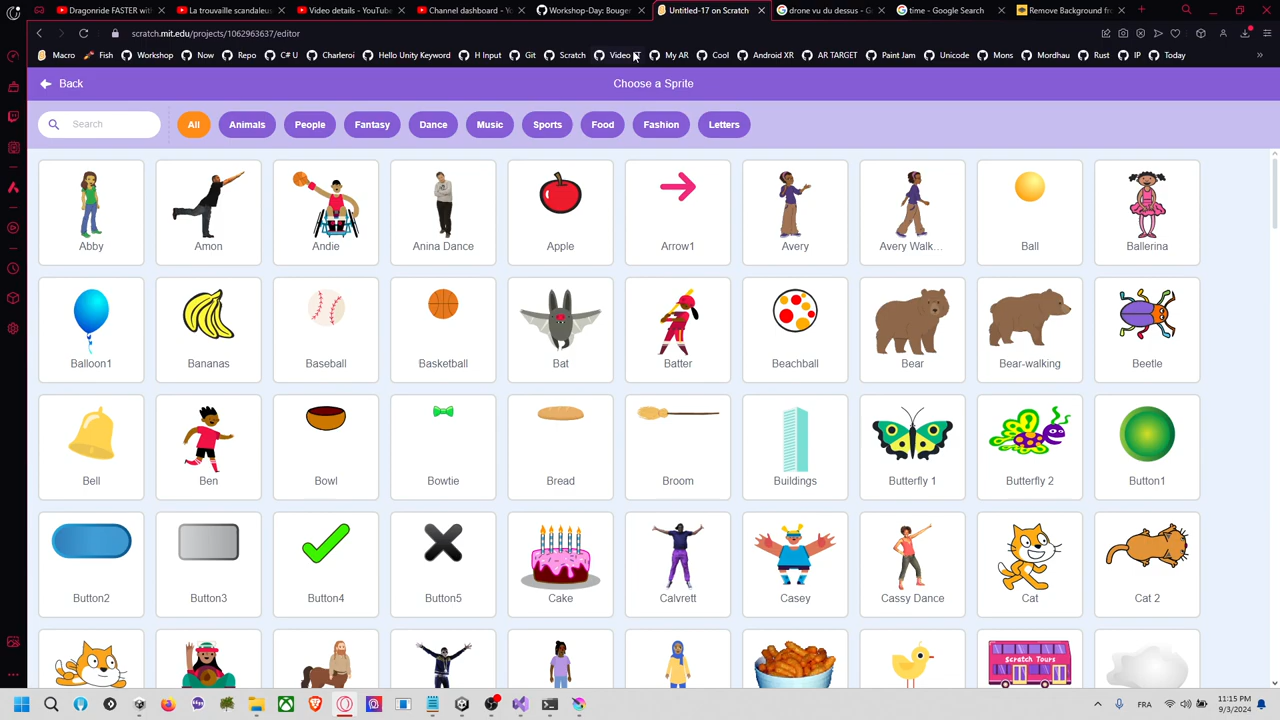 Dragonride FASTER with
La trouvaille scandaleus
Video details - YouTube
Channel dashboard - Yo
Workshop-Day: Bouger
Untitled-17 on Scratch
drone vu du dessus - G
time - Google Search
Remove Background fr
scratch.mit.edu/projects/1062963637/editor
Macro
Fish
Workshop
Now
Repo
C# U
Charleroi
Hello Unity Keyword
H Input
Git
Scratch
Video
My AR
Cool
Android XR
AR TARGET
Paint Jam
Unicode
Mons
Mordhau
Rust
IP
Today
Back
Choose a Sprite
Search
All
Animals
People
Fantasy
Dance
Music
Sports
Food
Fashion
Letters
Abby
Amon
Andie
Anina Dance
Apple
Arrow1
Avery
Avery Walk...
Ball
Ballerina
Balloon1
Bananas
Baseball
Basketball
Bat
Batter
Beachball
Bear
Bear-walking
Beetle
Bell
Ben
Bowl
Bowtie
Bread
Broom
Buildings
Butterfly 1
Butterfly 2
Button1
Button2
Button3
Button4
Button5
Cake
Calvrett
Casey
Cassy Dance
Cat
Cat 2
Scratch Tours
FRA
11:15 PM
9/3/2024